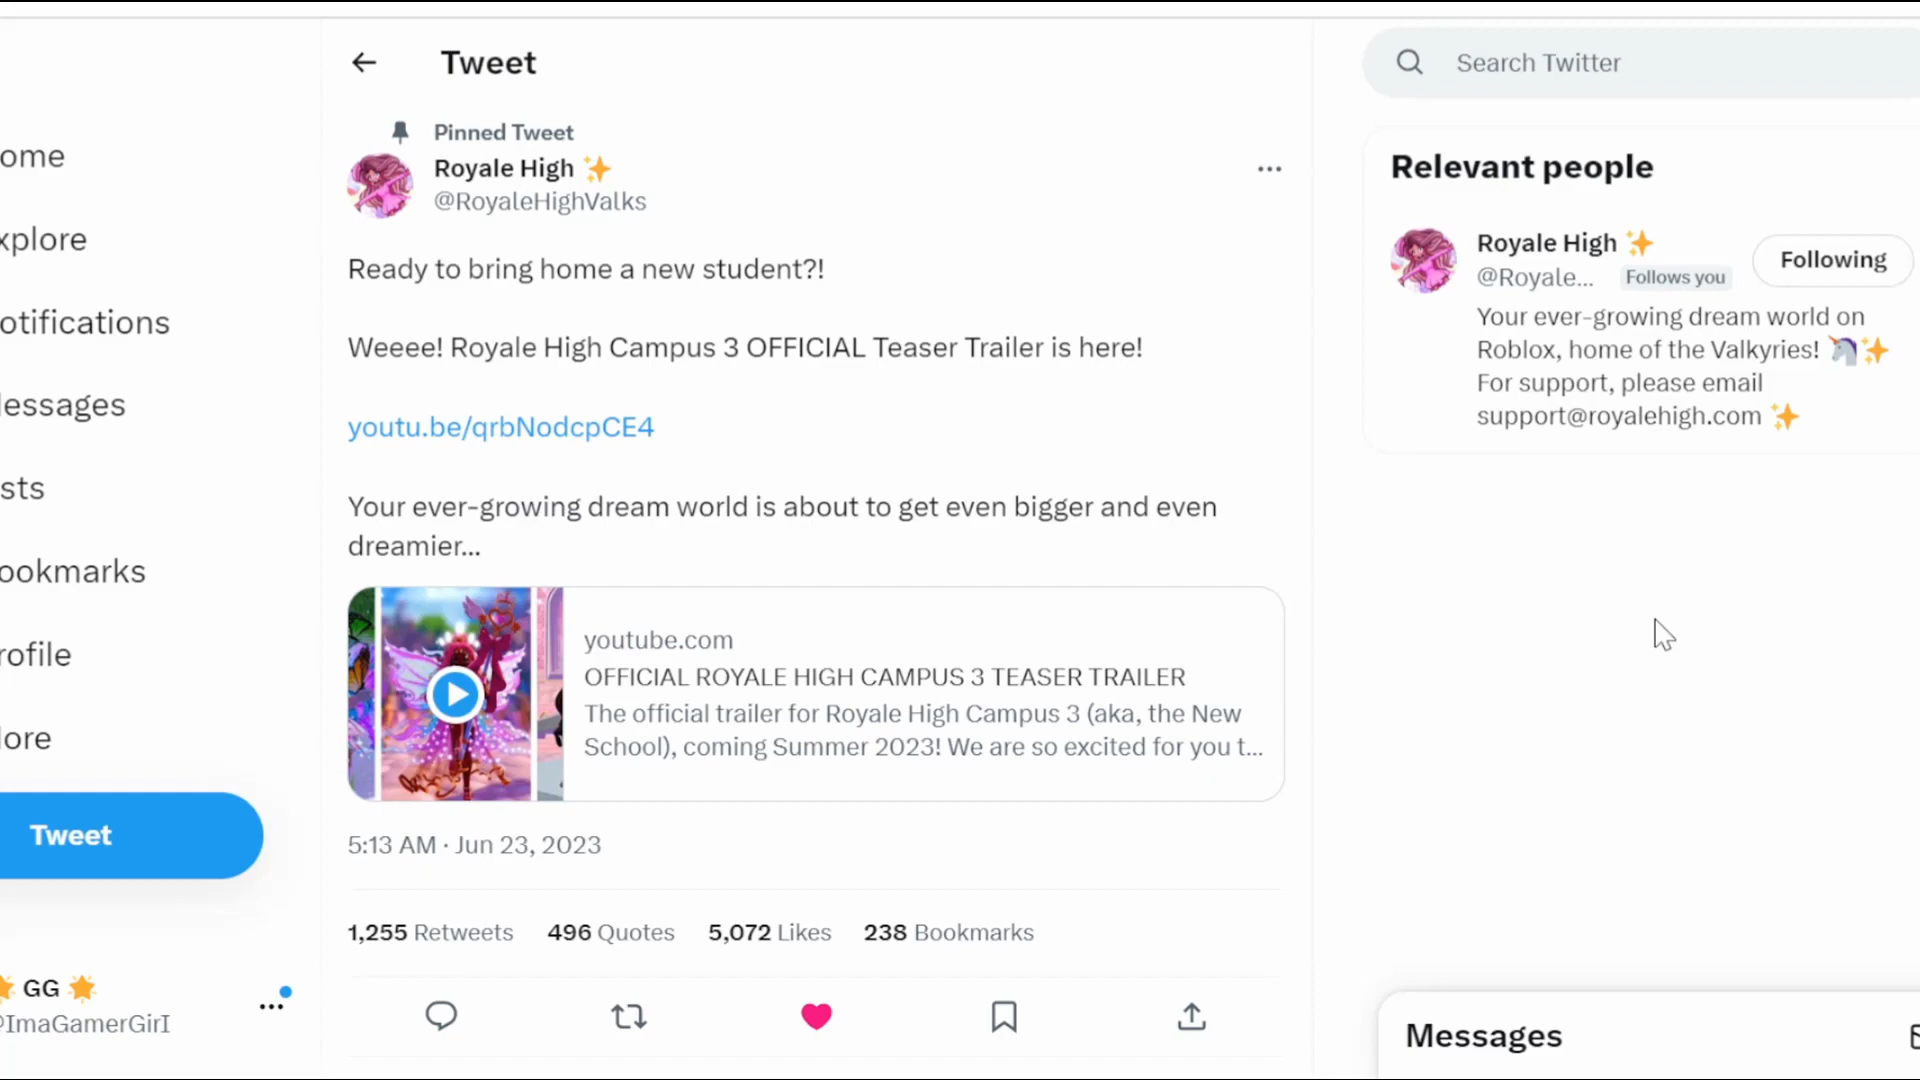 Tweet
Search Twitter
Pinned Tweet
Royale High ✨
@RoyaleHighValks
Ready to bring home a new student?!
Weeee! Royale High Campus 3 OFFICIAL Teaser Trailer is here!
youtu.be/qrbNodcpCE4
Your ever-growing dream world is about to get even bigger and even
dreamier...
youtube.com
OFFICIAL ROYALE HIGH CAMPUS 3 TEASER TRAILER
The official trailer for Royale High Campus 3 (aka, the New
School), coming Summer 2023! We are so excited for you t...
5:13 AM · Jun 23, 2023
1,255 Retweets 496 Quotes 5,072 Likes 238 Bookmarks
ome
xplore
otifications
essages
sts
ookmarks
rofile
ore
Tweet
GG 🌟
@ImaGamerGirI
Relevant people
Royale High ✨
@Royale... Follows you
Following
Your ever-growing dream world on
Roblox, home of the Valkyries! 🦄✨
For support, please email
support@royalehigh.com ✨
Messages